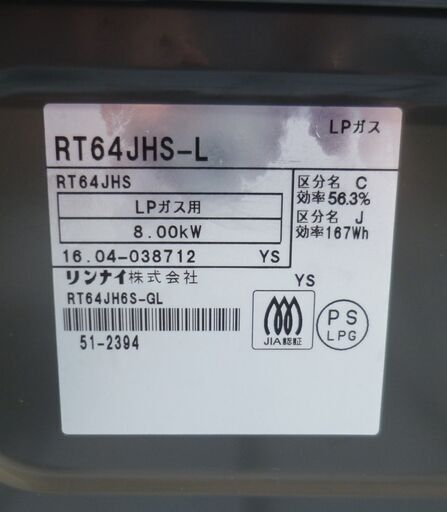 LPガス
RT64JHS-L
RT64JHS
LPガス用
8.00kW
16.04-038712 YS
リンナイ株式会社
区分名 C
効率56.3%
区分名 J
効率167Wh
YS
RT64JH6S-GL
51-2394
JIA認証
PS
LPG